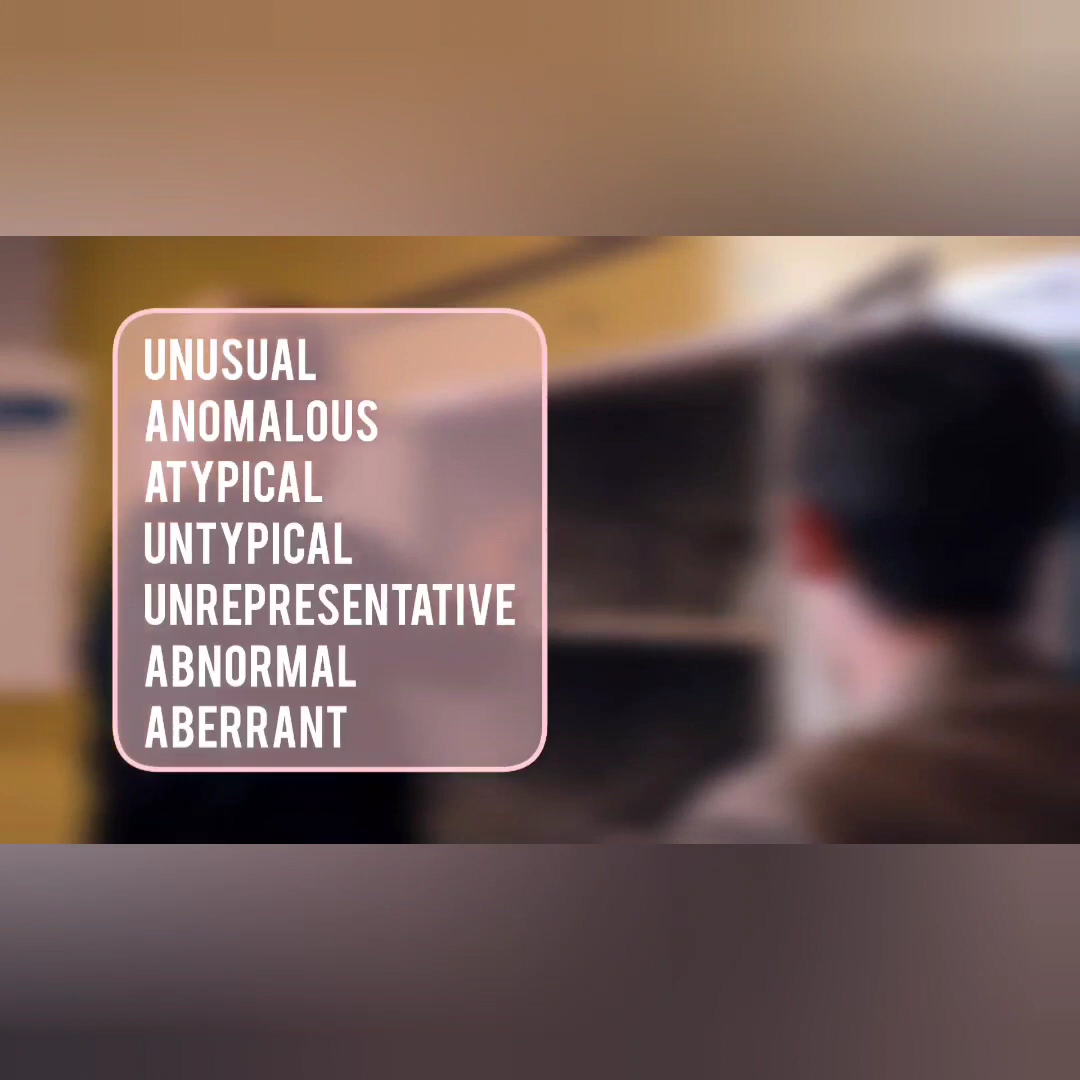 UNUSUAL
ANOMALOUS
ATYPICAL
UNTYPICAL
UNREPRESENTATIVE
ABNORMAL
ABERRANT